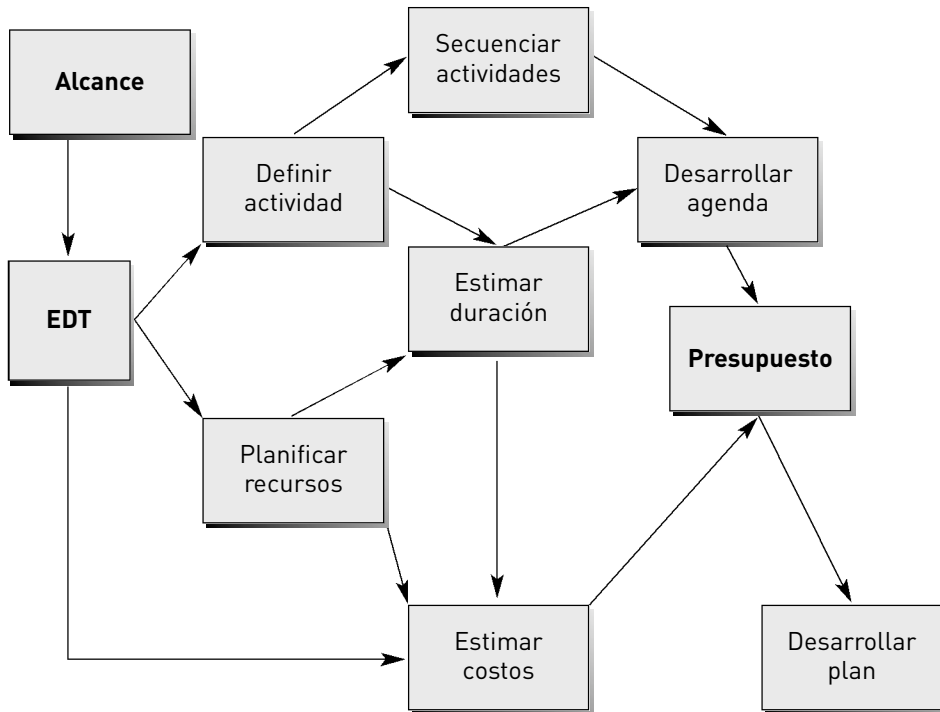 Alcance
Secuenciar
actividades
Definir
actividad
Desarrollar
agenda
EDT
Estimar
duración
Presupuesto
Planificar
recursos
Estimar
costos
Desarrollar
plan